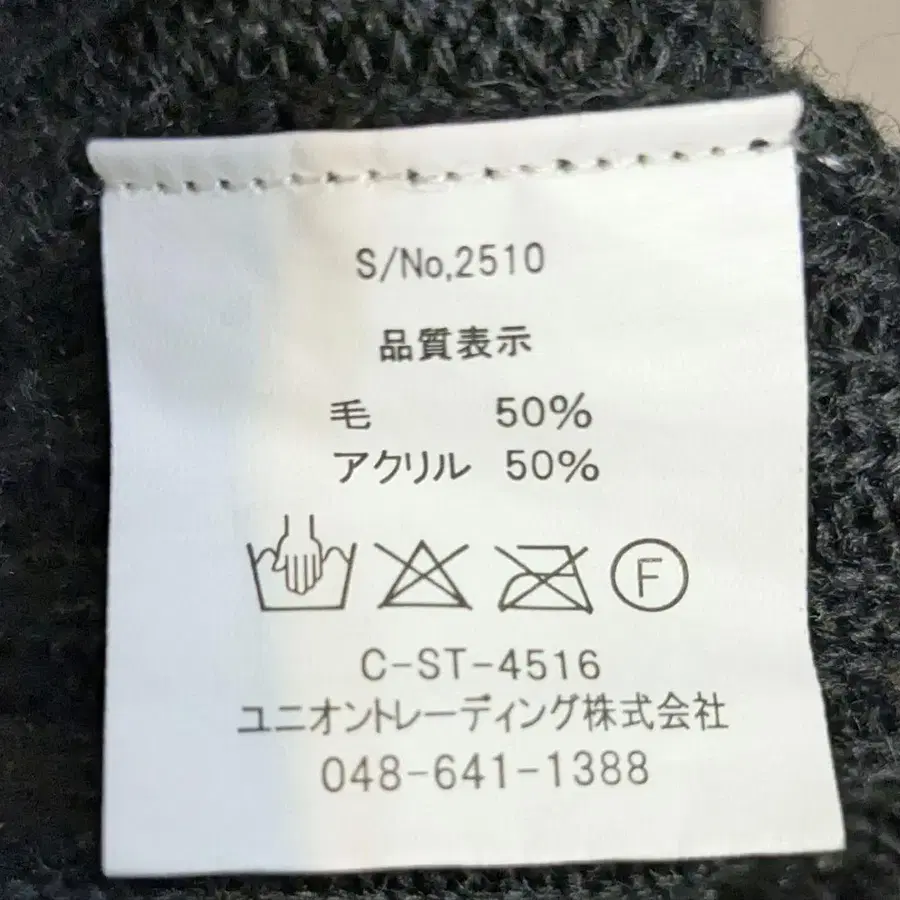 S/No,2510
品質表示
毛 50%
アクリル 50%
F
C-ST-4516
ユニオントレーディング株式会社
048-641-1388